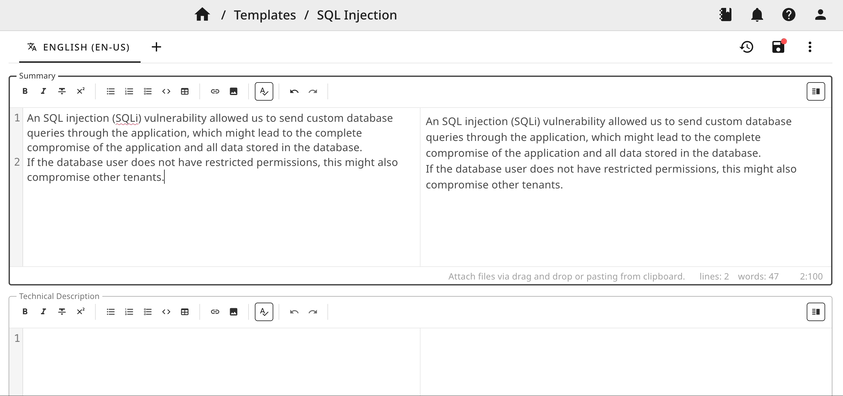 / Templates / SQL Injection
ENGLISH (EN-US) +
Summary
B I T X²
1 An SQL injection (SQLi) vulnerability allowed us to send custom database
queries through the application, which might lead to the complete
compromise of the application and all data stored in the database.
2 If the database user does not have restricted permissions, this might also
compromise other tenants.
An SQL injection (SQLi) vulnerability allowed us to send custom database
queries through the application, which might lead to the complete
compromise of the application and all data stored in the database.
If the database user does not have restricted permissions, this might also
compromise other tenants.
Attach files via drag and drop or pasting from clipboard. lines: 2 words: 47 2:100
Technical Description
B I T X²
1